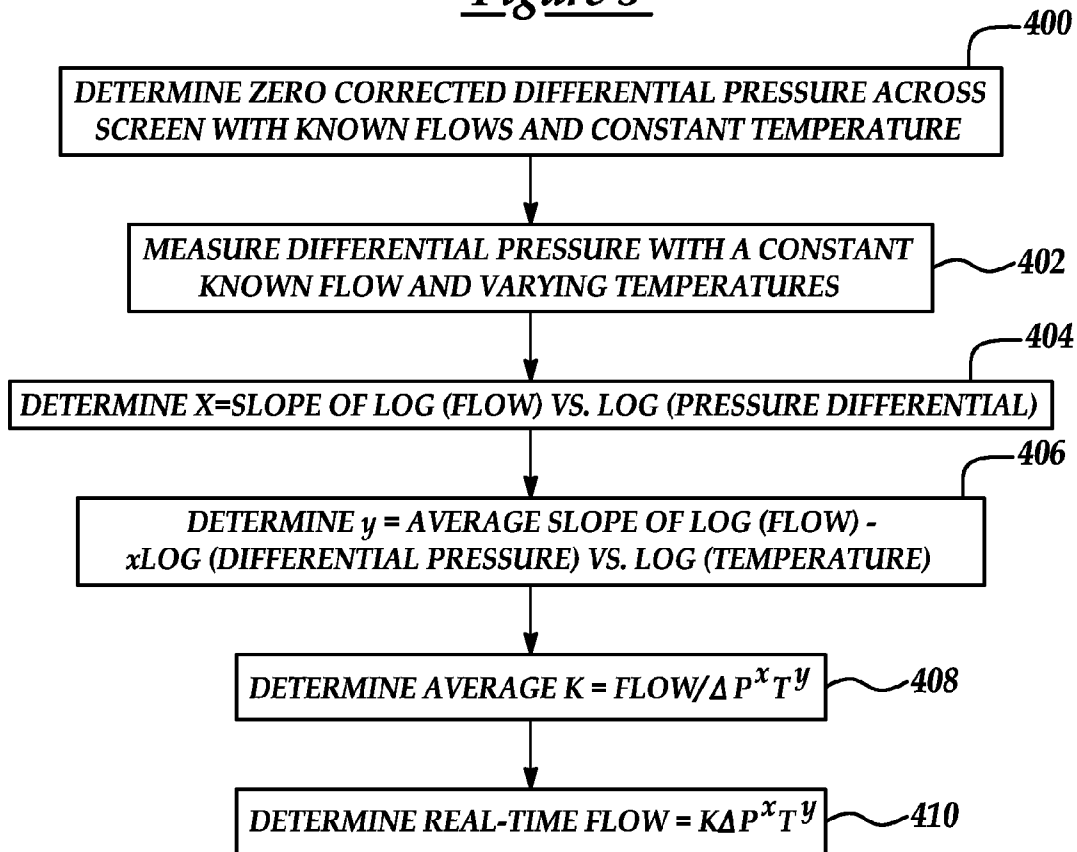 400
DETERMINE ZERO CORRECTED DIFFERENTIAL PRESSURE ACROSS
SCREEN WITH KNOWN FLOWS AND CONSTANT TEMPERATURE
MEASURE DIFFERENTIAL PRESSURE WITH A CONSTANT
KNOWN FLOW AND VARYING TEMPERATURES
402
404
DETERMINE X=SLOPE OF LOG (FLOW) VS. LOG (PRESSURE DIFFERENTIAL)
406
DETERMINE y = AVERAGE SLOPE OF LOG (FLOW) -
xLOG (DIFFERENTIAL PRESSURE) VS. LOG (TEMPERATURE)
DETERMINE AVERAGE K = FLOW/Δ P^x T^y
408
DETERMINE REAL-TIME FLOW = KΔP^x T^y
410